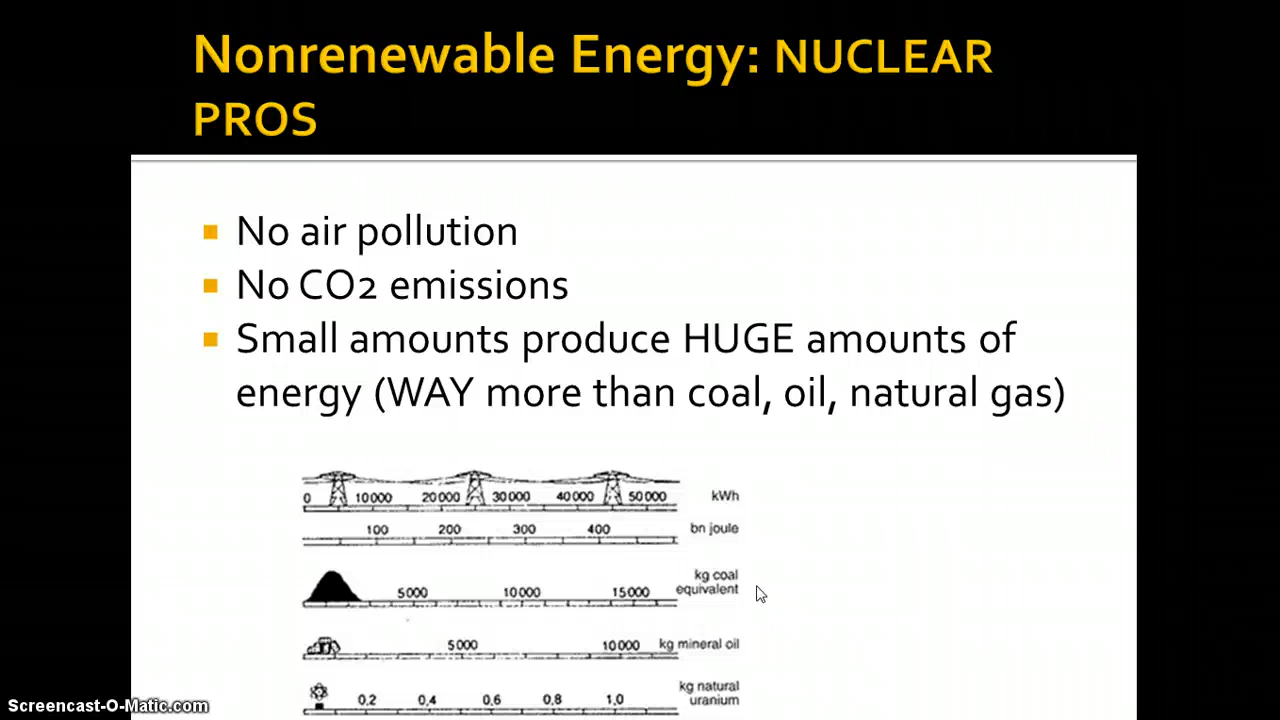 Nonrenewable Energy: NUCLEAR
PROS
No air pollution
No CO2 emissions
Small amounts produce HUGE amounts of
energy (WAY more than coal, oil, natural gas)
0 10000 20000 30000 40000 50000 kWh
100 200 300 400 bn joule
kg coal
5000 10000 15000 equivalent
5000 10000 kg mineral oil
kg natural
0,2 0,4 0,6 0,8 1,0 uranium
Screencast-O-Matic.com